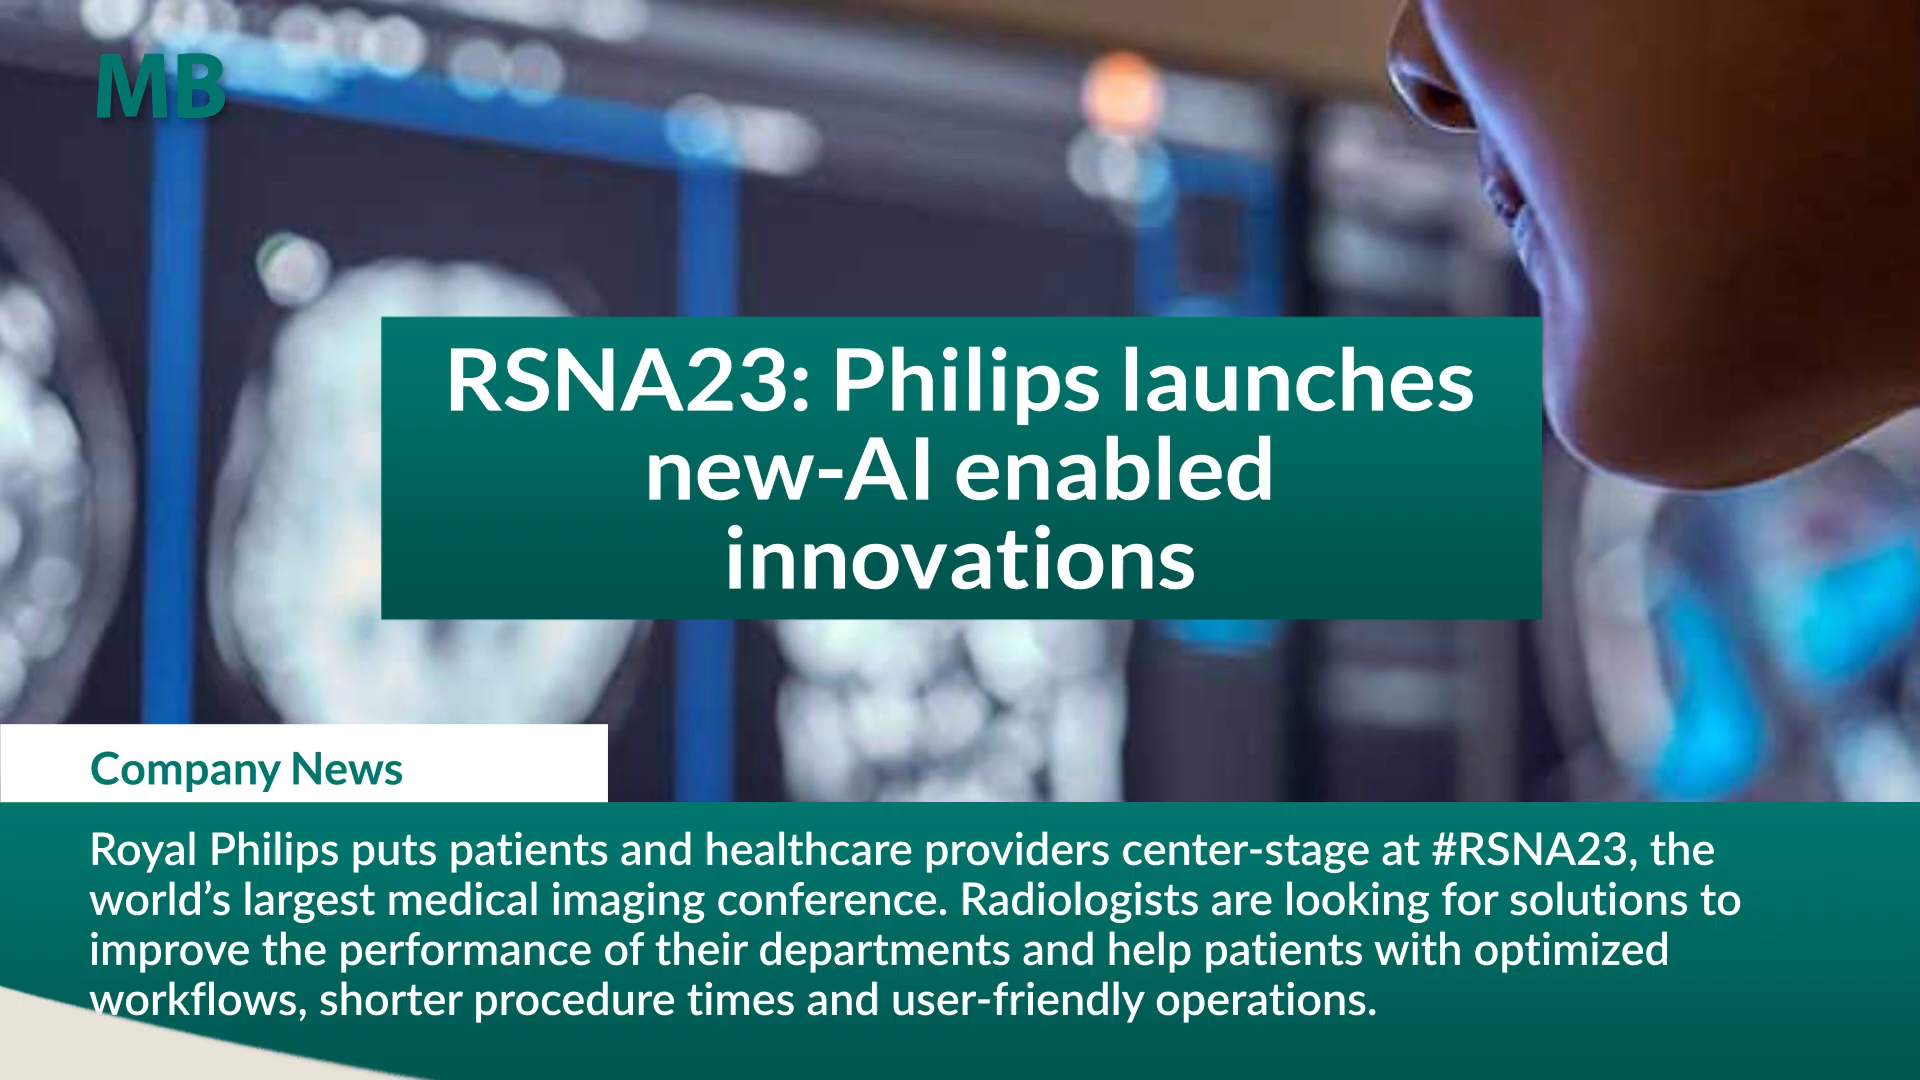 MB
RSNA23: Philips launches
new-AI enabled
innovations
Company News
Royal Philips puts patients and healthcare providers center-stage at #RSNA23, the
world’s largest medical imaging conference. Radiologists are looking for solutions to
improve the performance of their departments and help patients with optimized
workflows, shorter procedure times and user-friendly operations.